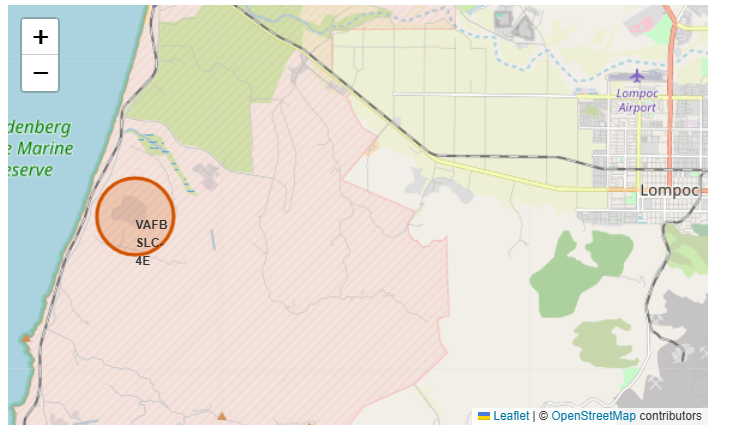 +
−
denberg
e Marine
eserve
VAFB
SLC-
4E
Lompoc
Airport
Lompoc
Leaflet | © OpenStreetMap contributors